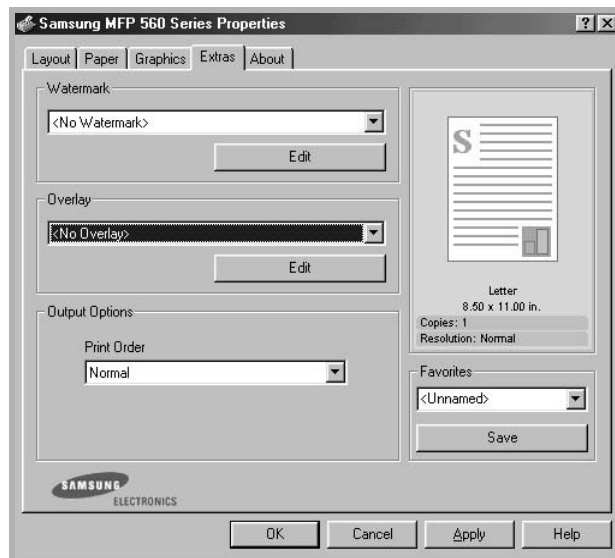 Samsung MFP 560 Series Properties
? X
Layout Paper Graphics Extras About
Watermark
<No Watermark>
Edit
Overlay
<No Overlay>
Edit
Output Options
Print Order
Normal
S
Letter
8.50 x 11.00 in.
Copies: 1
Resolution: Normal
Favorites
<Unnamed>
Save
SAMSUNG
ELECTRONICS
OK Cancel Apply Help